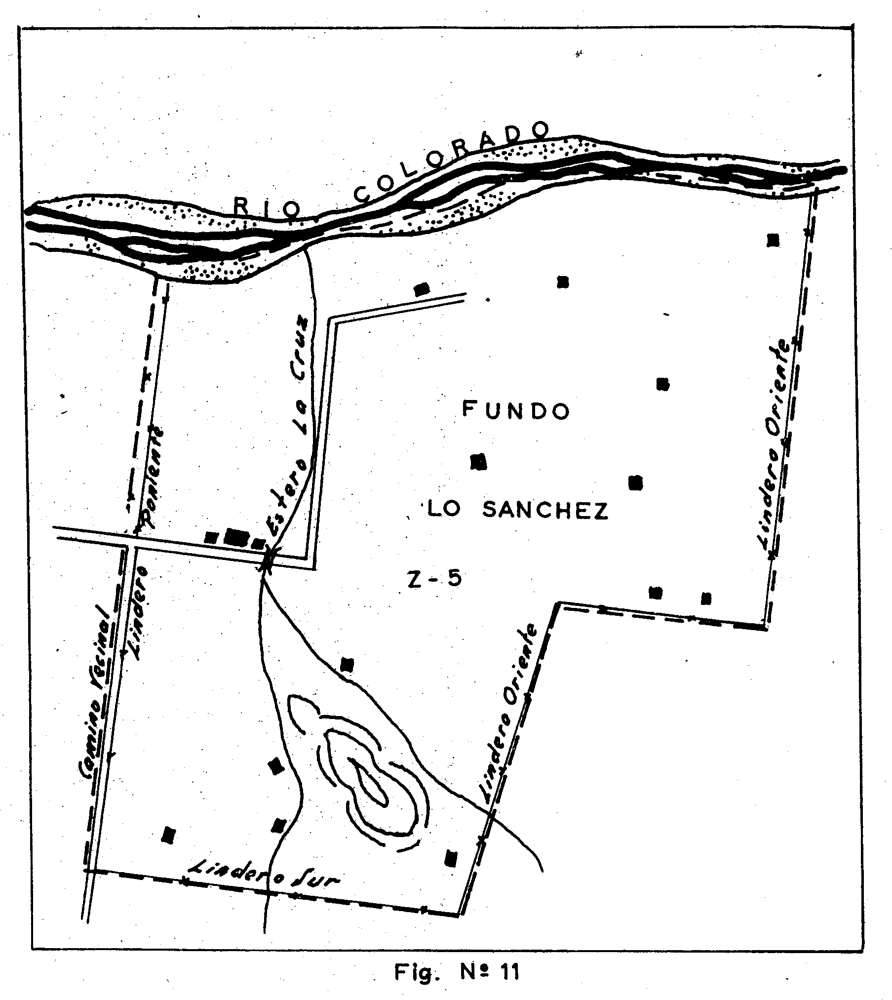 RIO COLORADO
Estero La Cruz
Lindero Poniente
Lindero Oriente
FUNDO
LO SANCHEZ
Z-5
Camino Vecinal
Lindero Oriente
Lindero Sur
Fig. Nº 11